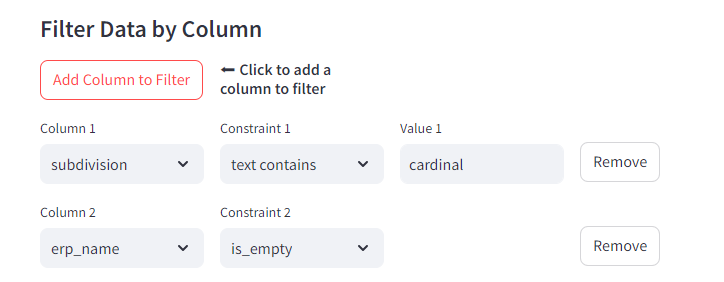 Filter Data by Column
Add Column to Filter
⬅ Click to add a
column to filter
Column 1
Constraint 1
Value 1
subdivision
text contains
cardinal
Remove
Column 2
Constraint 2
erp_name
is_empty
Remove